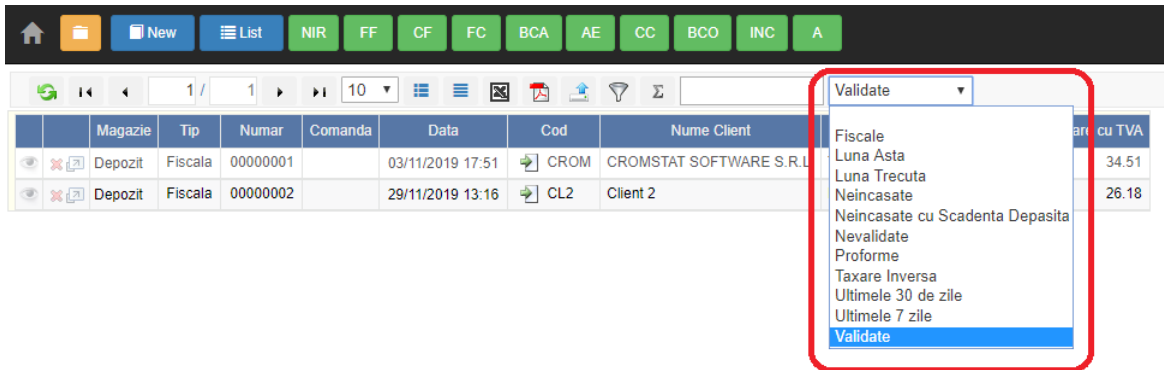 New List NIR FF CF FC BCA AE CC BCO INC A
1 / 1 10 Σ Validate
Magazie Tip Numar Comanda Data Cod Nume Client cu TVA
Depozit Fiscala 00000001 03/11/2019 17:51 CROM CROMSTAT SOFTWARE S.R.L 34.51
Depozit Fiscala 00000002 29/11/2019 13:16 CL2 Client 2 26.18
Fiscale
Luna Asta
Luna Trecuta
Neincasate
Neincasate cu Scadenta Depasita
Nevalidate
Proforme
Taxare Inversa
Ultimele 30 de zile
Ultimele 7 zile
Validate